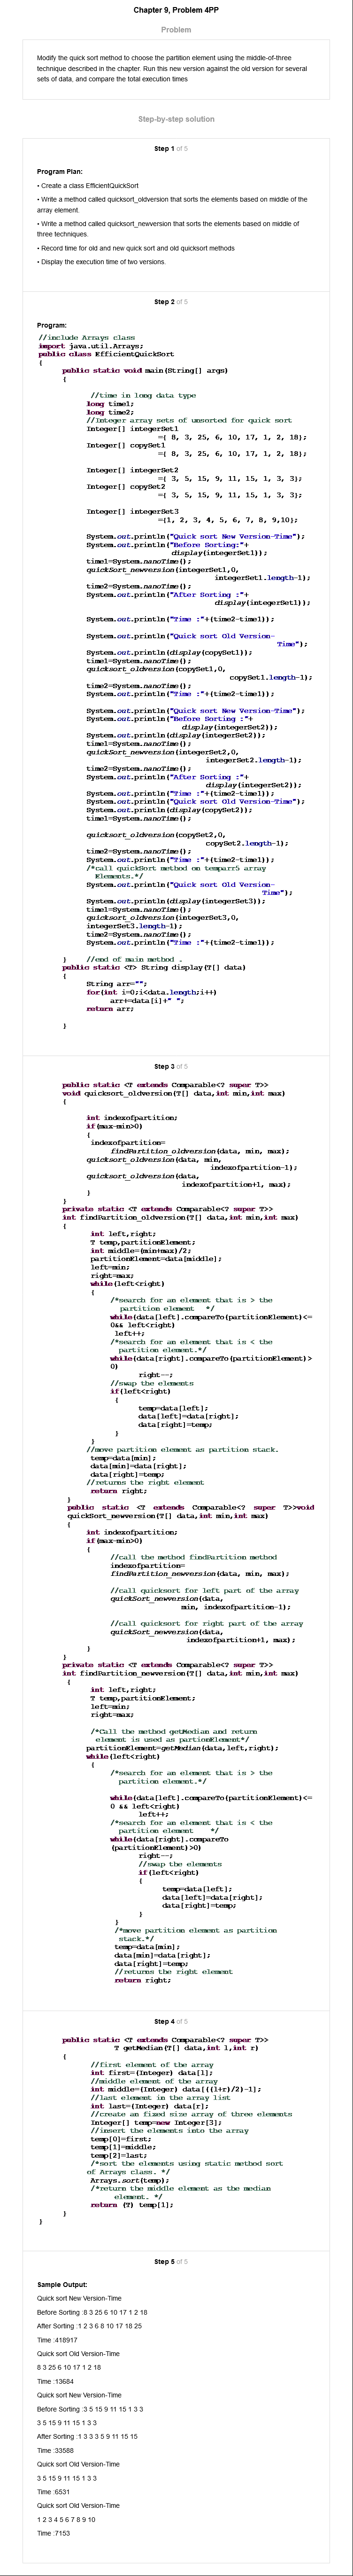 Chapter 9, Problem 4PP
Problem
Modify the quick sort method to choose the partition element using the middle-of-three
technique described in the chapter. Run this new version against the old version for several
sets of data, and compare the total execution times
Step-by-step solution
Step 1 of 5
Program Plan:
• Create a class EfficientQuickSort
• Write a method called quicksort_oldversion that sorts the elements based on middle of the
array element.
• Write a method called quicksort_newversion that sorts the elements based on middle of
three techniques.
• Record time for old and new quick sort and old quicksort methods
• Display the execution time of two versions.
Step 2 of 5
Program:
//include Arrays class
import java.util.Arrays;
public class EfficientQuickSort
{
public static void main(String[] args)
{
//time in long data type
long time1;
long time2;
//Integer array sets of unsorted for quick sort
Integer[] integerSet1
={ 8, 3, 25, 6, 10, 17, 1, 2, 18};
Integer[] copySet1
={ 8, 3, 25, 6, 10, 17, 1, 2, 18};
Integer[] integerSet2
={ 3, 5, 15, 9, 11, 15, 1, 3, 3};
Integer[] copySet2
={ 3, 5, 15, 9, 11, 15, 1, 3, 3};
Integer[] integerSet3
={1, 2, 3, 4, 5, 6, 7, 8, 9,10};
System.out.println("Quick sort New Version-Time");
System.out.println("Before Sorting:"+
display(integerSet1));
time1=System.nanoTime();
quickSort_newversion(integerSet1,0,
integerSet1.length-1);
time2=System.nanoTime();
System.out.println("After Sorting :"+
display(integerSet1));
System.out.println("Time :"+(time2-time1));
System.out.println("Quick sort Old Version-
Time");
System.out.println(display(copySet1));
time1=System.nanoTime();
quicksort_oldversion(copySet1,0,
copySet1.length-1);
time2=System.nanoTime();
System.out.println("Time :"+(time2-time1));
System.out.println("Quick sort New Version-Time");
System.out.println("Before Sorting :"+
display(integerSet2));
System.out.println(display(integerSet2));
time1=System.nanoTime();
quickSort_newversion(integerSet2,0,
integerSet2.length-1);
time2=System.nanoTime();
System.out.println("After Sorting :"+
display(integerSet2));
System.out.println("Time :"+(time2-time1));
System.out.println("Quick sort Old Version-Time");
System.out.println(display(copySet2));
time1=System.nanoTime();
quicksort_oldversion(copySet2,0,
copySet2.length-1);
time2=System.nanoTime();
System.out.println("Time :"+(time2-time1));
/*call quickSort method on tempar5 array
Elements.*/
System.out.println("Quick sort Old Version-
Time");
System.out.println(display(integerSet3));
time1=System.nanoTime();
quicksort_oldversion(integerSet3,0,
integerSet3.length-1);
time2=System.nanoTime();
System.out.println("Time :"+(time2-time1));
} //end of main method .
public static <T> String display(T[] data)
{
String arr="";
for(int i=0;i<data.length;i++)
arr+=data[i]+" ";
return arr;
}
Step 3 of 5
public static <T extends Comparable<? super T>>
void quicksort_oldversion(T[] data,int min,int max)
{
int indexofpartition;
if(max-min>0)
{
indexofpartition=
findPartition_oldversion(data, min, max);
quicksort_oldversion(data, min,
indexofpartition-1);
quicksort_oldversion(data,
indexofpartition+1, max);
}
}
private static <T extends Comparable<? super T>>
int findPartition_oldversion(T[] data,int min,int max)
{
int left,right;
T temp,partitionElement;
int middle=(min+max)/2;
partitionElement=data[middle];
left=min;
right=max;
while(left<right)
{
/*search for an element that is > the
partition element */
while(data[left].compareTo(partitionElement)<=
0&& left<right)
left++;
/*search for an element that is < the
partition element.*/
while(data[right].compareTo(partitionElement)>
0)
right--;
//swap the elements
if(left<right)
{
temp=data[left];
data[left]=data[right];
data[right]=temp;
}
}
//move partition element as partition stack.
temp=data[min];
data[min]=data[right];
data[right]=temp;
//returns the right element
return right;
}
public static <T extends Comparable<? super T>>void
quickSort_newversion(T[] data,int min,int max)
{
int indexofpartition;
if(max-min>0)
{
//call the method findPartition method
indexofpartition=
findPartition_newversion(data, min, max);
//call quicksort for left part of the array
quickSort_newversion(data,
min, indexofpartition-1);
//call quicksort for right part of the array
quickSort_newversion(data,
indexofpartition+1, max);
}
}
private static <T extends Comparable<? super T>>
int findPartition_newversion(T[] data,int min,int max)
{
int left,right;
T temp,partitionElement;
left=min;
right=max;
/*Call the method getMedian and return
element is used as partionElement*/
partitionElement=getMedian(data,left,right);
while(left<right)
{
/*search for an element that is > the
partition element.*/
while(data[left].compareTo(partitionElement)<=
0 && left<right)
left++;
/*search for an element that is < the
partition element */
while(data[right].compareTo
(partitionElement)>0)
right--;
//swap the elements
if(left<right)
{
temp=data[left];
data[left]=data[right];
data[right]=temp;
}
}
/*move partition element as partition
stack.*/
temp=data[min];
data[min]=data[right];
data[right]=temp;
//returns the right element
return right;
Step 4 of 5
public static <T extends Comparable<? super T>>
T getMedian(T[] data,int l,int r)
{
//first element of the array
int first=(Integer) data[l];
//middle element of the array
int middle=(Integer) data[((l+r)/2)-1];
//last element in the array list
int last=(Integer) data[r];
//create an fixed size array of three elements
Integer[] temp=new Integer[3];
//insert the elements into the array
temp[0]=first;
temp[1]=middle;
temp[2]=last;
/*sort the elements using static method sort
of Arrays class. */
Arrays.sort(temp);
/*return the middle element as the median
element. */
return (T) temp[1];
}
}
Step 5 of 5
Sample Output:
Quick sort New Version-Time
Before Sorting :8 3 25 6 10 17 1 2 18
After Sorting :1 2 3 6 8 10 17 18 25
Time :418917
Quick sort Old Version-Time
8 3 25 6 10 17 1 2 18
Time :13684
Quick sort New Version-Time
Before Sorting :3 5 15 9 11 15 1 3 3
3 5 15 9 11 15 1 3 3
After Sorting :1 3 3 3 5 9 11 15 15
Time :33588
Quick sort Old Version-Time
3 5 15 9 11 15 1 3 3
Time :6531
Quick sort Old Version-Time
1 2 3 4 5 6 7 8 9 10
Time :7153